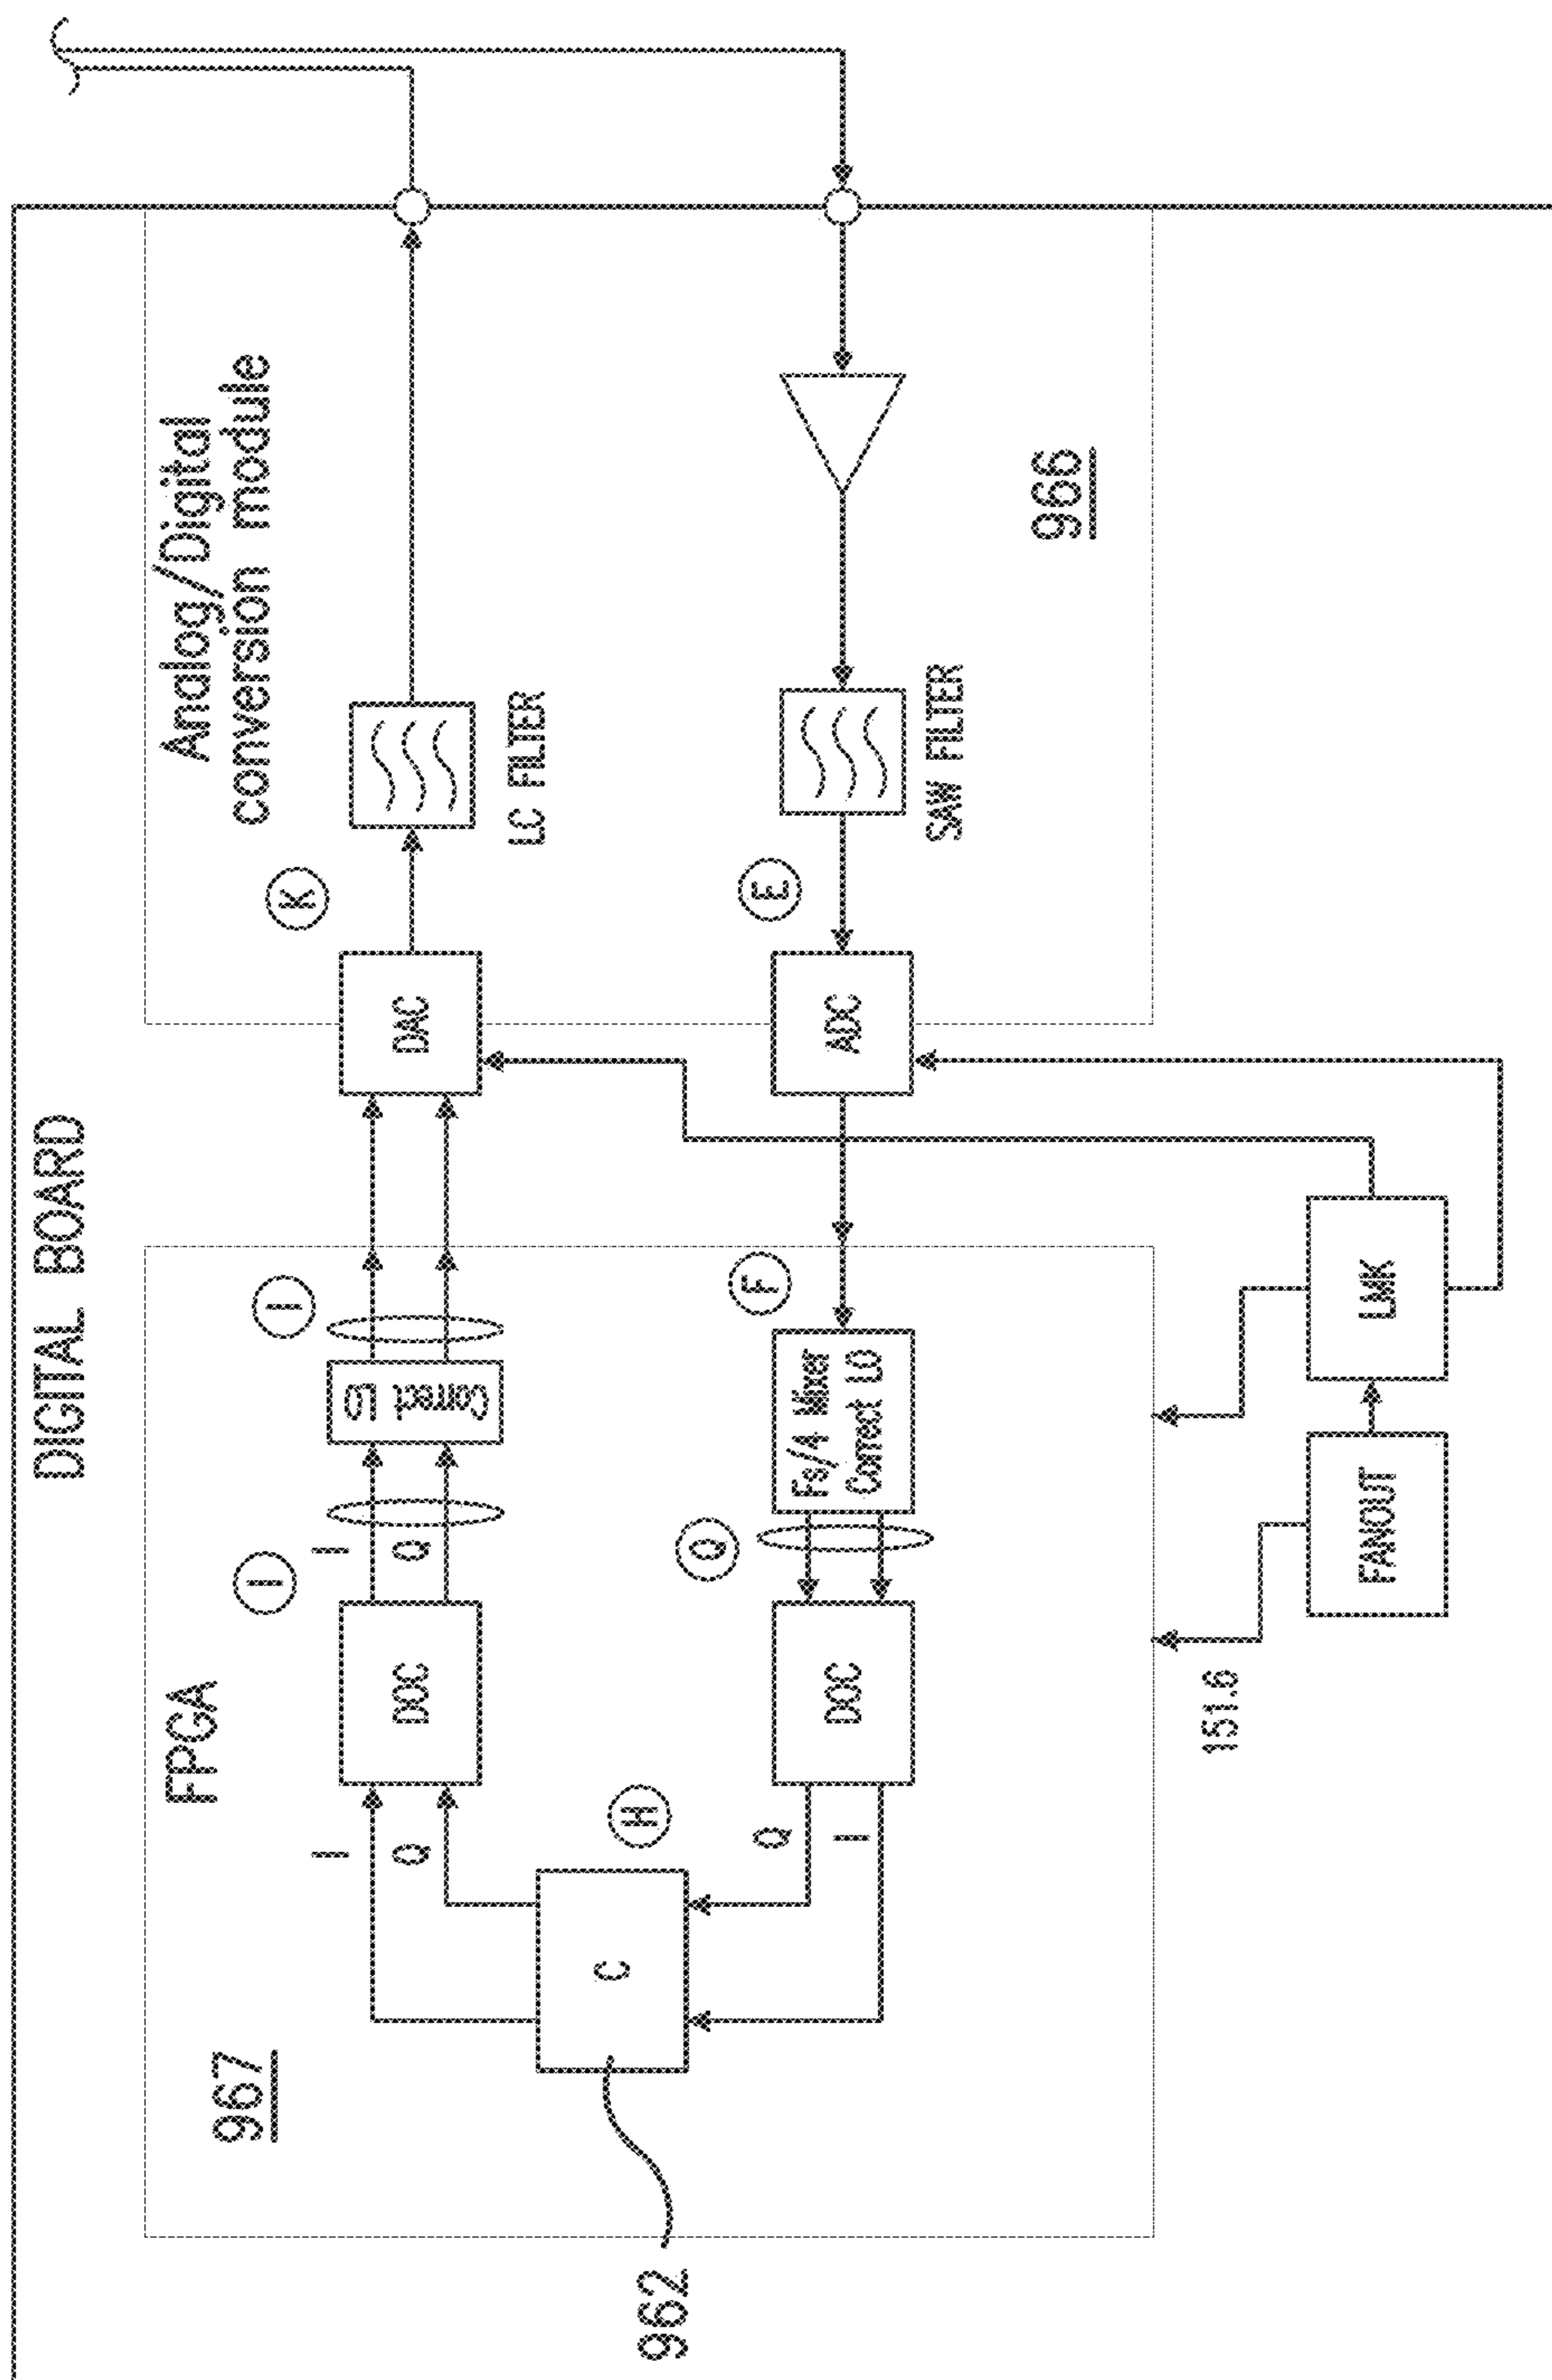 DIGITAL BOARD
Analog/Digital
conversion module
FPGA
967
K
DAC
LC FILTER
I
Correct LO
I
I
Q
DOC
I
Q
E
SAW FILTER
966
ADC
F
Fs/4 Mixer
Correct LO
Q
DOC
H
Q
I
C
962
151.6
LMK
FANOUT